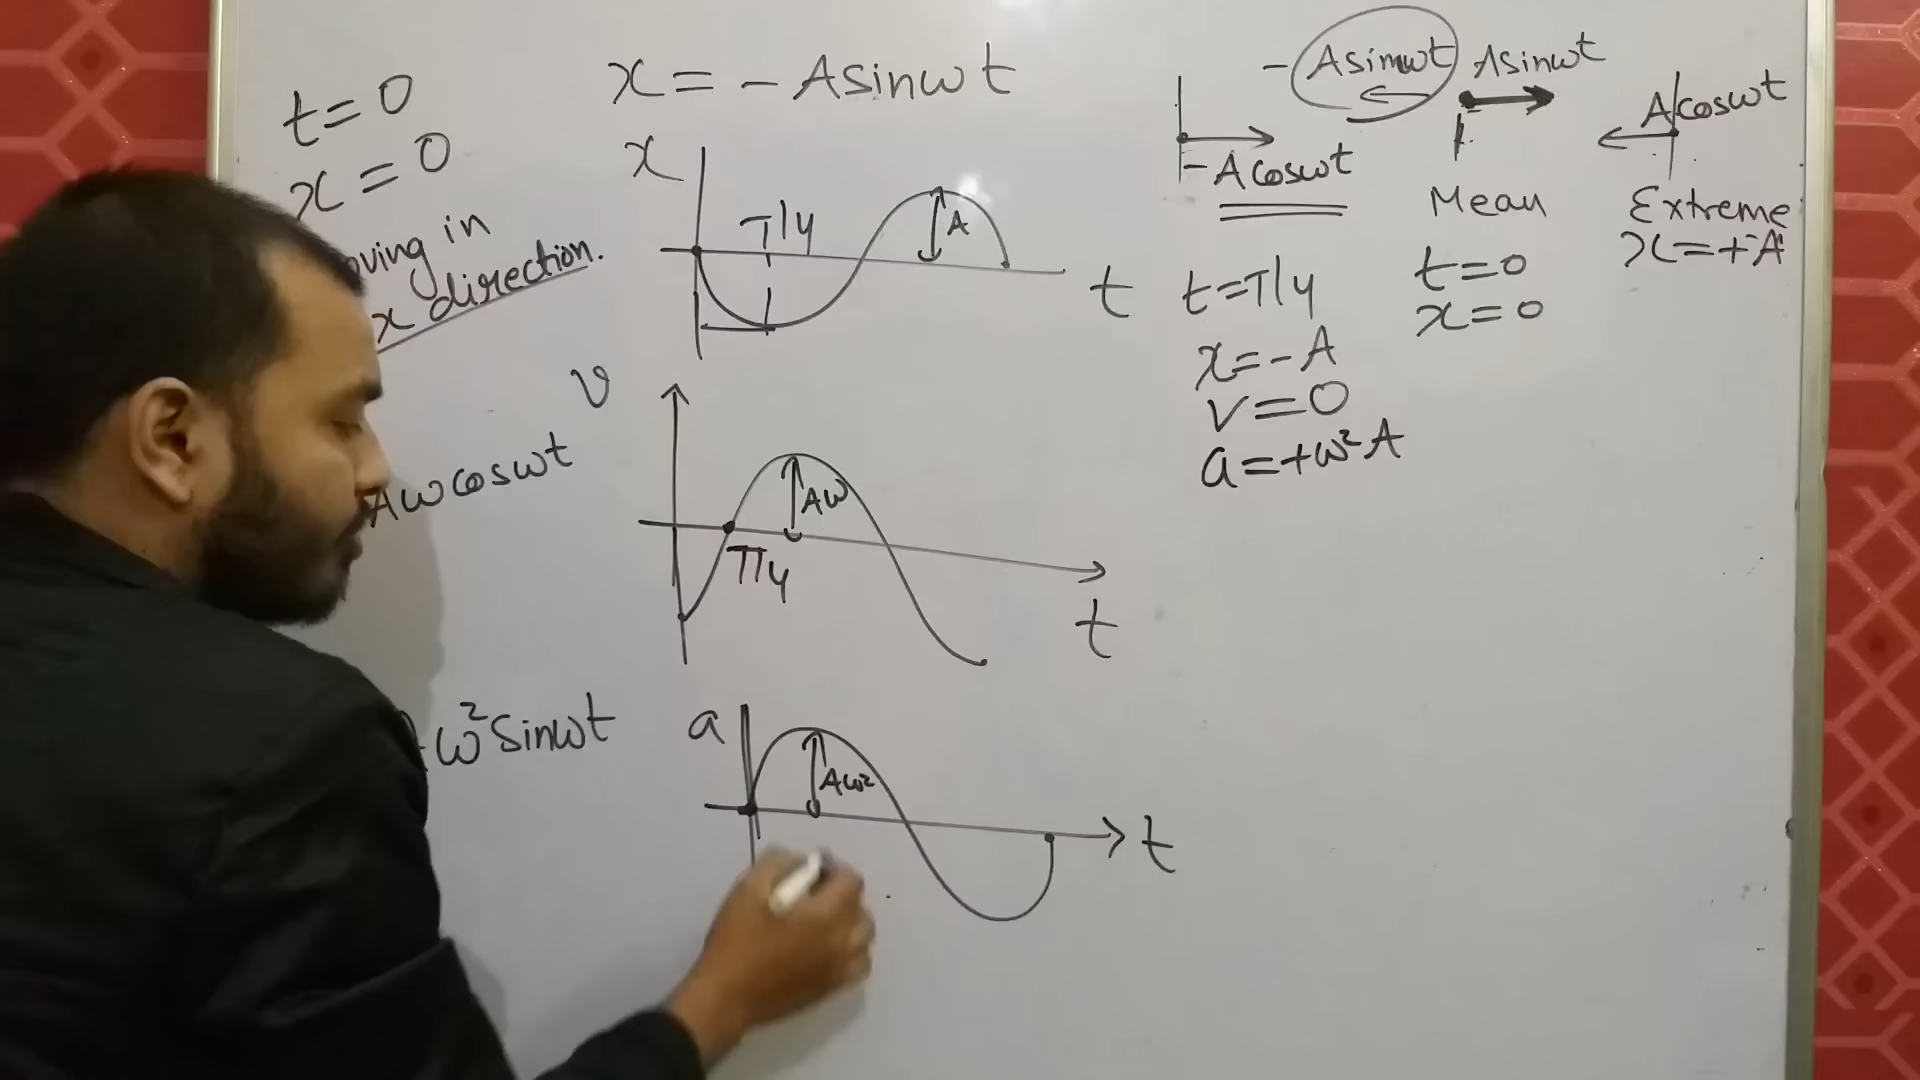 t=0
x=0
ving in
x direction.
x = - Asinωt
x
T/4
A
t
v
Aωcosωt
Aω
T/4
t
ω²sinωt
a
Aω²
t
- Asinωt
Asinωt
Acosωt
- Acosωt
Mean
Extreme
x=+A
t=T/4
t=0
x=-A
x=0
v=0
a=+ω²A